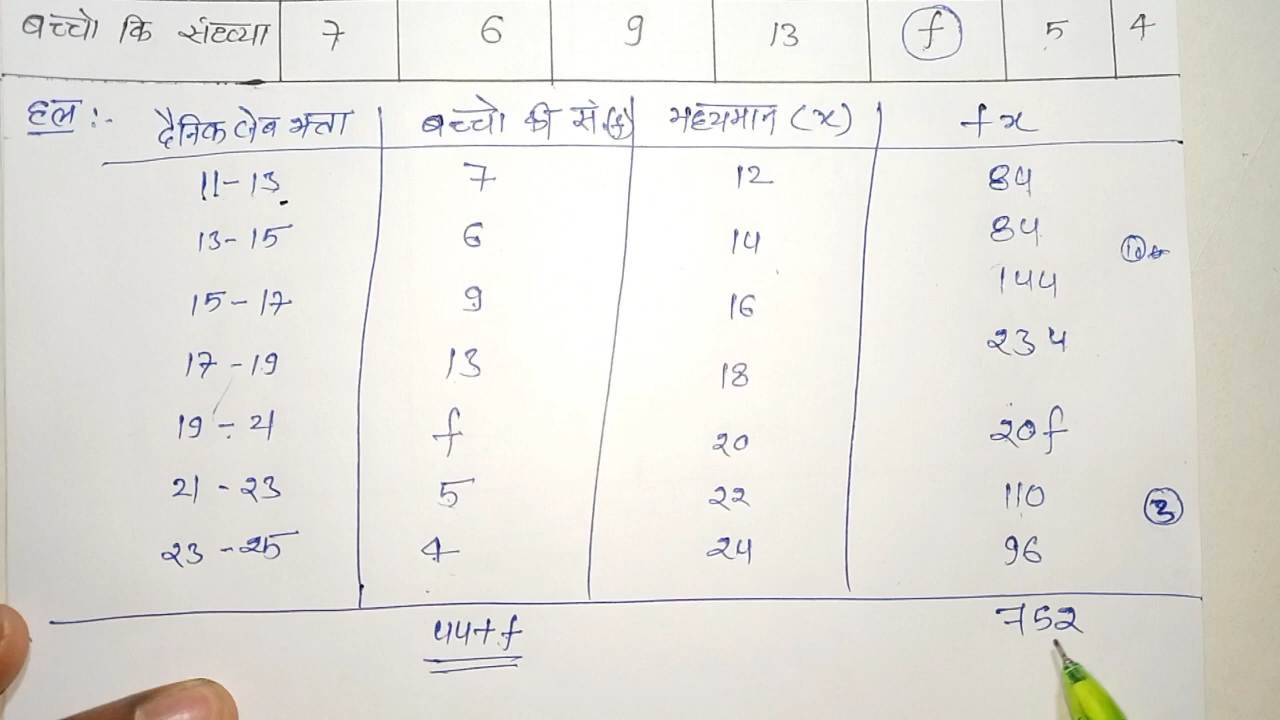 बच्चो कि संख्या 7 6 9 13 f 5 4
हल :- दैनिक जेब भत्ता बच्चो की सं.(f) मध्यमान (x) fx
11-13 7 12 84
13-15 6 14 84
15-17 9 16 144
17-19 13 18 234
19-21 f 20 20f
21-23 5 22 110
23-25 4 24 96
44+f 752
3